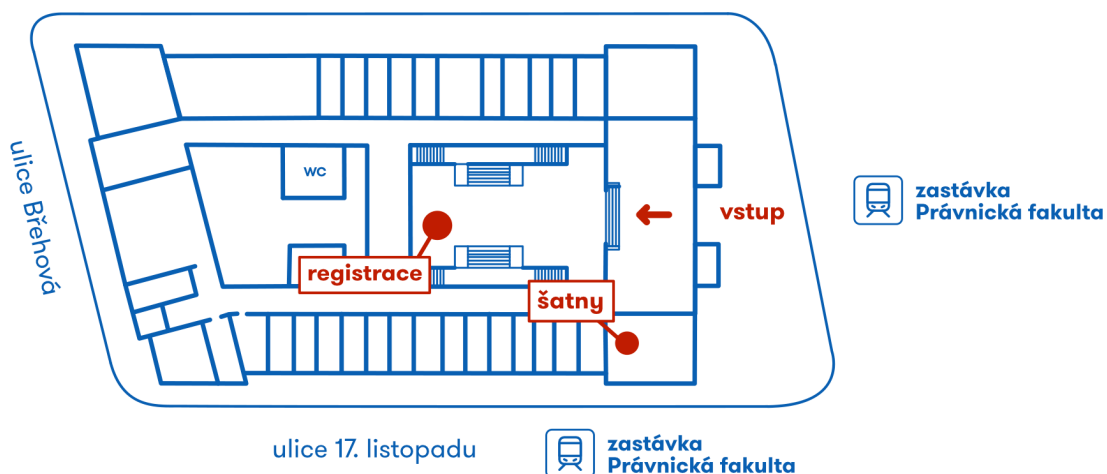 WC
ulice Břehová
vstup
zastávka
Právnická fakulta
registrace
šatny
ulice 17. listopadu
zastávka
Právnická fakulta